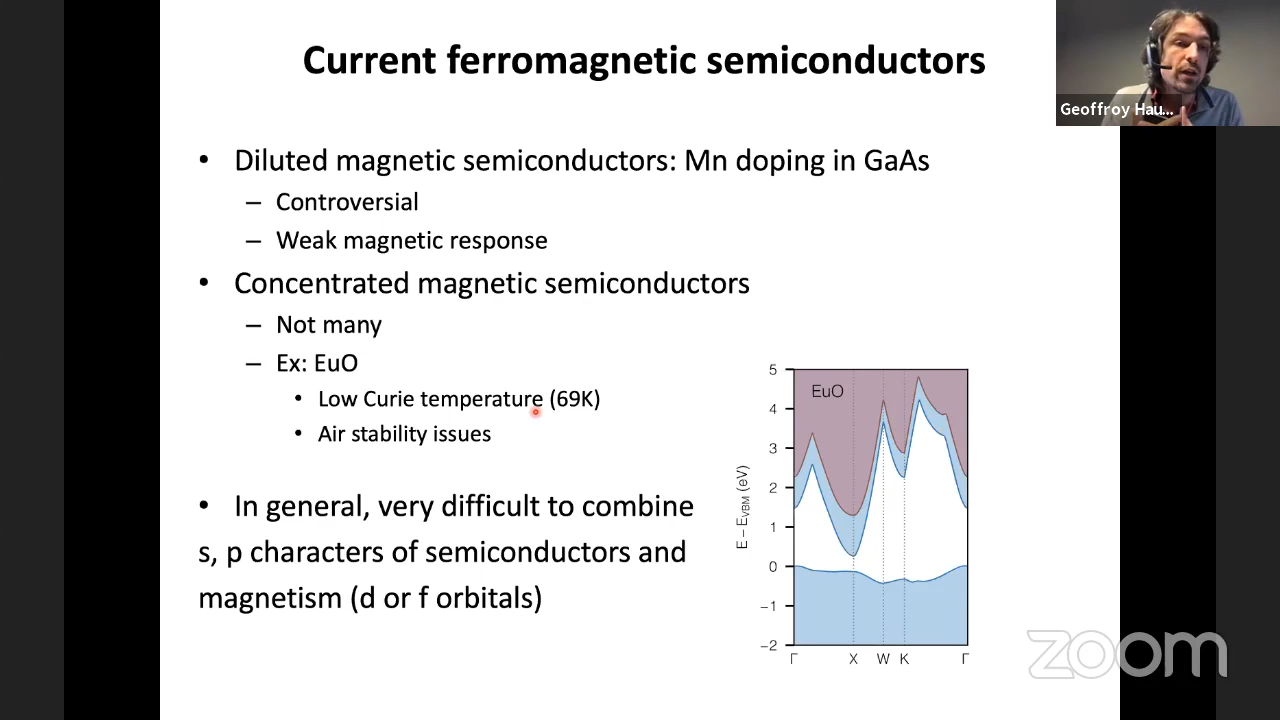 Current ferromagnetic semiconductors
Geoffroy Hau...
• Diluted magnetic semiconductors: Mn doping in GaAs
– Controversial
– Weak magnetic response
• Concentrated magnetic semiconductors
– Not many
– Ex: EuO
• Low Curie temperature (69K)
• Air stability issues
• In general, very difficult to combine
s, p characters of semiconductors and
magnetism (d or f orbitals)
EuO
E – E_VBM (eV)
5
4
3
2
1
0
−1
−2
Γ X W K Γ
zoom